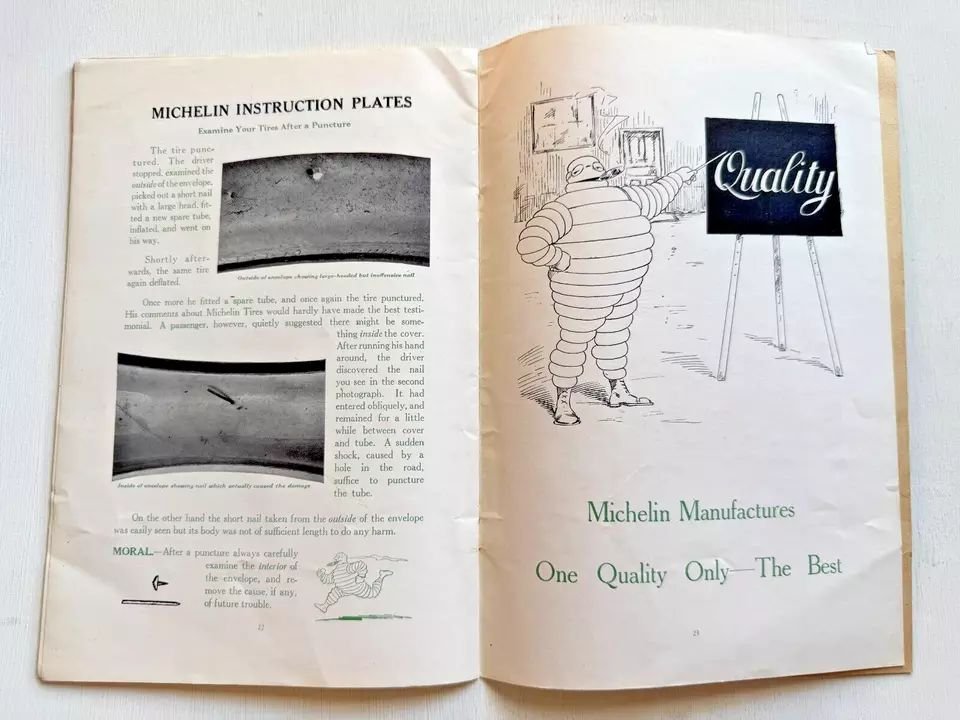 MICHELIN INSTRUCTION PLATES
Examine Your Tires After a Puncture
The tire punc-
tured. The driver
stopped, examined the
outside of the envelope,
picked out a short nail
with a large head, fit-
ted a new spare tube,
inflated, and went on
his way.
Shortly after-
wards, the same tire
again deflated.
Outside of envelope showing large-headed but inoffensive nail
Once more he fitted a spare tube, and once again the tire punctured.
His comments about Michelin Tires would hardly have made the best testi-
monial. A passenger, however, quietly suggested there might be some-
thing inside the cover.
After running his hand
around, the driver
discovered the nail
you see in the second
photograph. It had
entered obliquely, and
remained for a little
while between cover
and tube. A sudden
shock, caused by a
hole in the road,
suffice to puncture
the tube.
Inside of envelope showing nail which actually caused the damage
On the other hand the short nail taken from the outside of the envelope
was easily seen but its body was not of sufficient length to do any harm.
MORAL.—After a puncture always carefully
examine the interior of
the envelope, and re-
move the cause, if any,
of future trouble.
22
Quality
Michelin Manufactures
One Quality Only—The Best
23